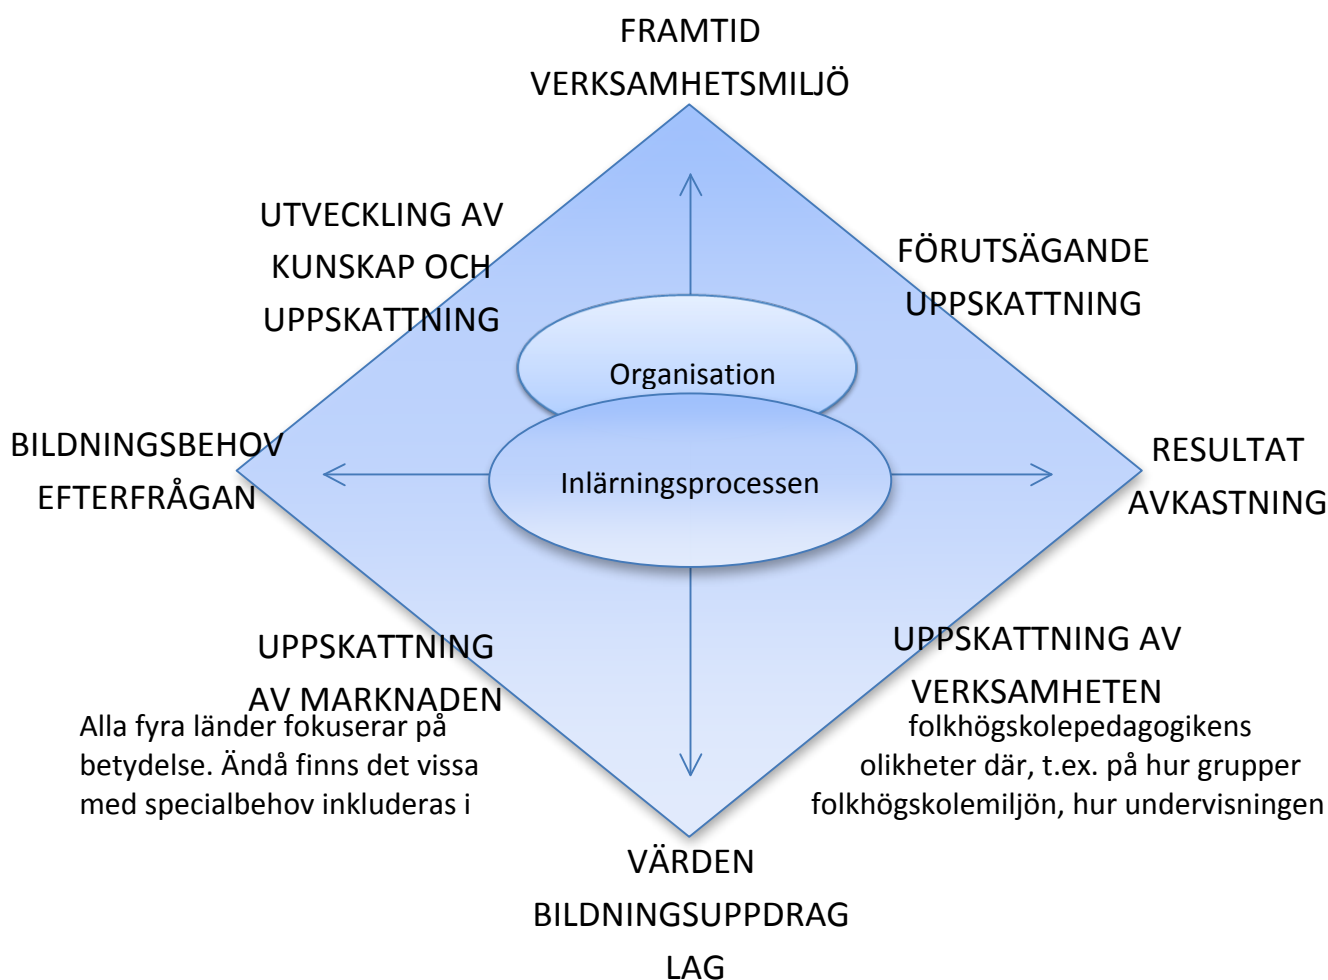 FRAMTID
VERKSAMHETSMILJÖ
UTVECKLING AV
KUNSKAP OCH
UPPSKATTNING
FÖRUTSÄGANDE
UPPSKATTNING
Organisation
BILDNINGSBEHOV
EFTERFRÅGAN
Inlärningsprocessen
RESULTAT
AVKASTNING
UPPSKATTNING
AV MARKNADEN
UPPSKATTNING AV
VERKSAMHETEN
Alla fyra länder fokuserar på folkhögskolepedagogikens
betydelse. Ändå finns det vissa olikheter där, t.ex. på hur grupper
med specialbehov inkluderas i folkhögskolemiljön, hur undervisningen
VÄRDEN
BILDNINGSUPPDRAG
LAG